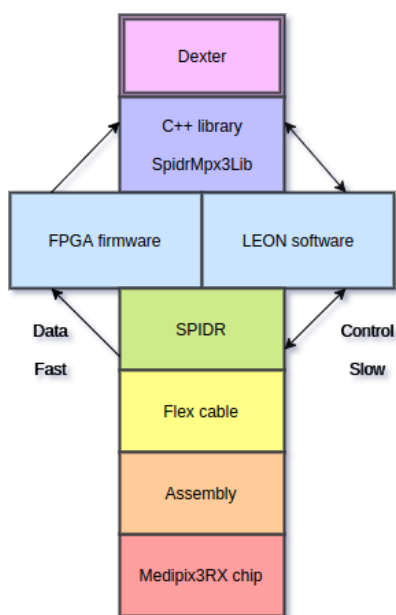 Dexter
C++ library
SpidrMpx3Lib
FPGA firmware
LEON software
Data
Fast
SPIDR
Control
Slow
Flex cable
Assembly
Medipix3RX chip